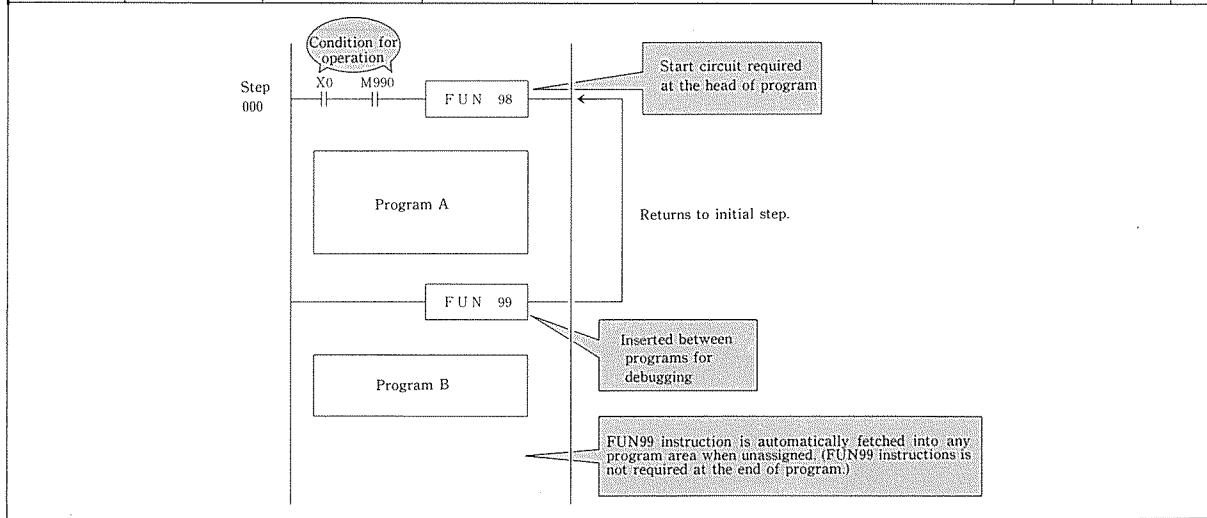 Condition for
operation
Step
000
X0 M990
FUN 98
Start circuit required
at the head of program
Program A
Returns to initial step.
FUN 99
Inserted between
programs for
debugging
Program B
FUN99 instruction is automatically fetched into any
program area when unassigned. (FUN99 instructions is
not required at the end of program.)